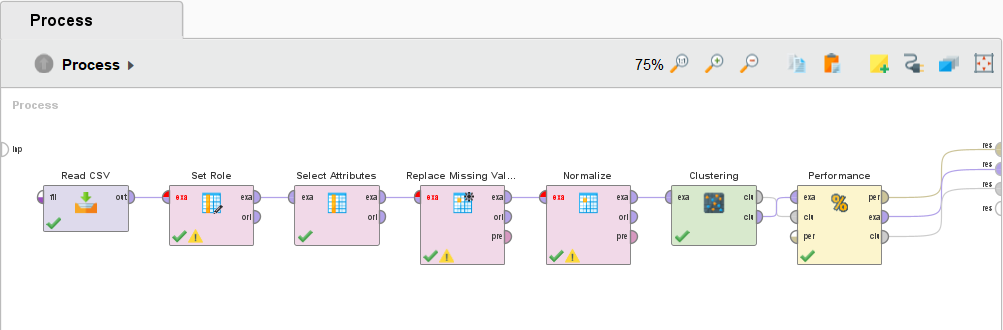 Process
Process
75%
Process
Inp
res
res
res
res
Read CSV
Set Role
Select Attributes
Replace Missing Val...
Normalize
Clustering
Performance
fil
out
exa
exa
ori
exa
exa
ori
exa
exa
ori
pre
exa
exa
ori
pre
exa
clu
clu
exa
clu
per
per
exa
clu